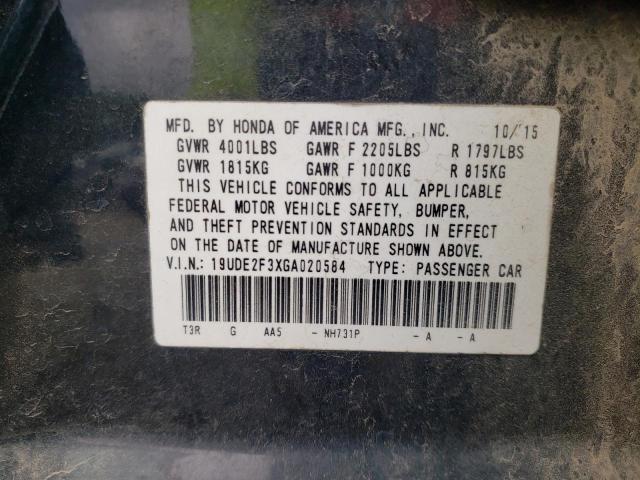 MFD. BY HONDA OF AMERICA MFG., INC. 10/15
GVWR 4001LBS GAWR F 2205LBS R 1797LBS
GVWR 1815KG GAWR F 1000KG R 815KG
THIS VEHICLE CONFORMS TO ALL APPLICABLE
FEDERAL MOTOR VEHICLE SAFETY, BUMPER,
AND THEFT PREVENTION STANDARDS IN EFFECT
ON THE DATE OF MANUFACTURE SHOWN ABOVE.
V.I.N.: 19UDE2F3XGA020584 TYPE: PASSENGER CAR
T3R G AA5 - NH731P - A - A